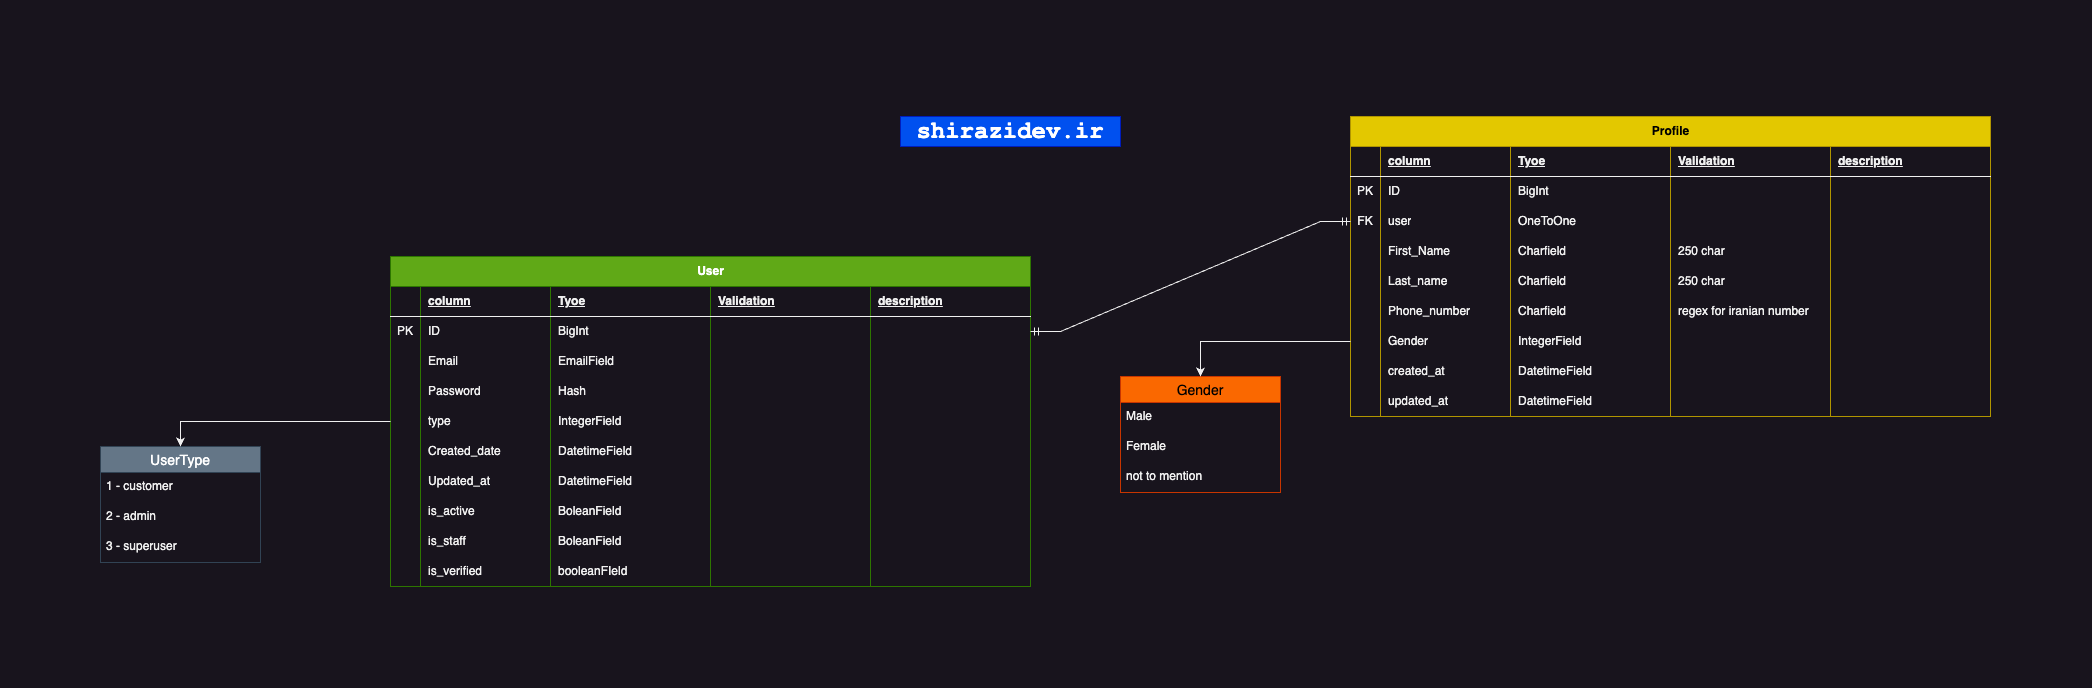 shirazidev.ir
Profile
column Tyoe Validation description
PK ID BigInt
FK user OneToOne
First_Name Charfield 250 char
Last_name Charfield 250 char
Phone_number Charfield regex for iranian number
Gender IntegerField
created_at DatetimeField
updated_at DatetimeField
User
column Tyoe Validation description
PK ID BigInt
Email EmailField
Password Hash
type IntegerField
Created_date DatetimeField
Updated_at DatetimeField
is_active BoleanField
is_staff BoleanField
is_verified booleanFIeld
Gender
Male
Female
not to mention
UserType
1 - customer
2 - admin
3 - superuser